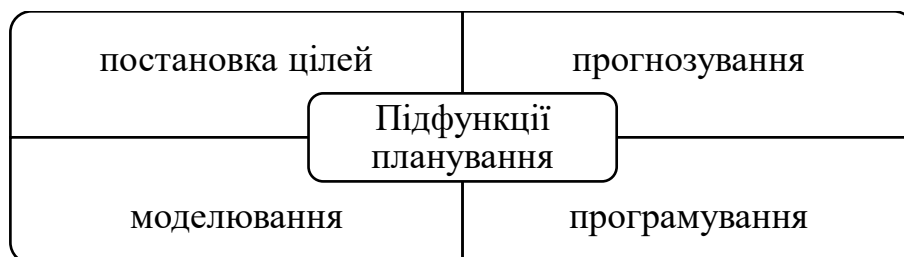 постановка цілей
прогнозування
Підфункції
планування
моделювання
програмування